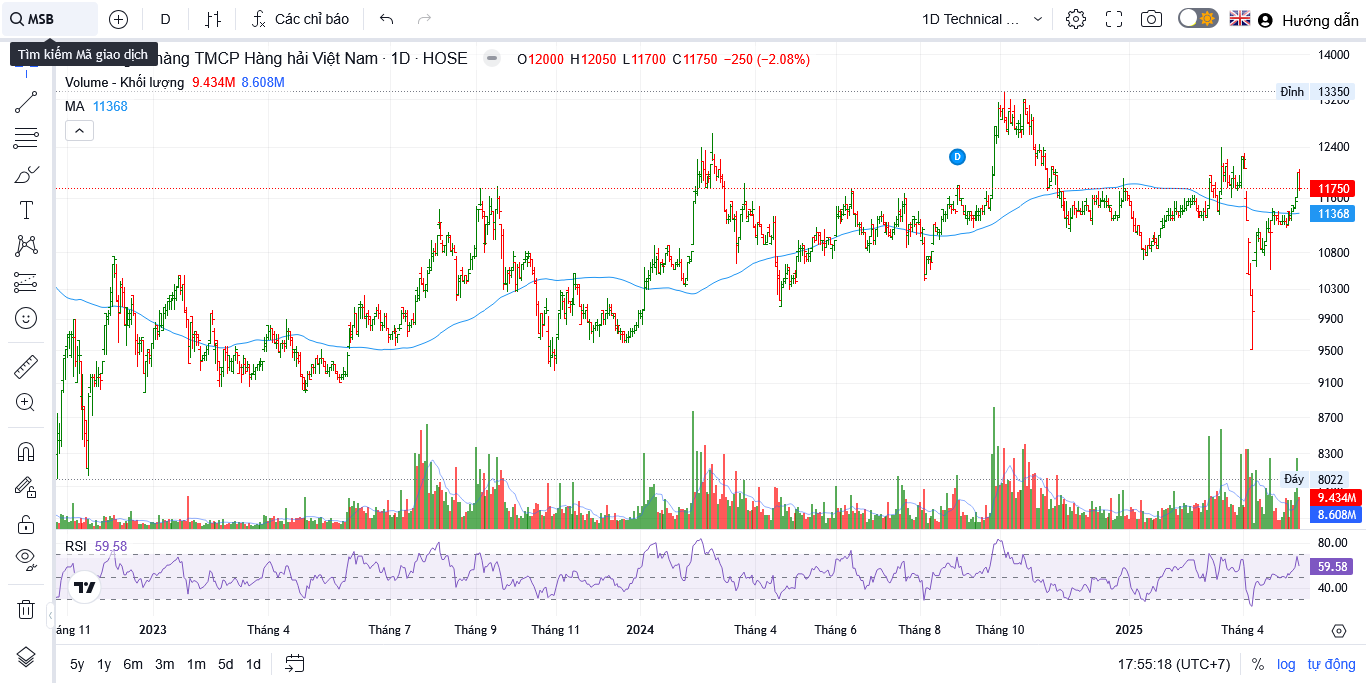 MSB D Các chỉ báo 1D Technical ... Hướng dẫn
Tìm kiếm Mã giao dịch
hàng TMCP Hàng hải Việt Nam · 1D · HOSE O12000 H12050 L11700 C11750 −250 (−2.08%)
Volume - Khối lượng 9.434M 8.608M
MA 11368
14000
Đỉnh 13350
13200
12400
D
11750
11600
11368
10800
10300
9900
9500
9100
8700
8300
Đáy 8022
9.434M
8.608M
RSI 59.58
80.00
59.58
40.00
áng 11 2023 Tháng 4 Tháng 7 Tháng 9 Tháng 11 2024 Tháng 4 Tháng 6 Tháng 8 Tháng 10 2025 Tháng 4
5y 1y 6m 3m 1m 5d 1d 17:55:18 (UTC+7) % log tự động